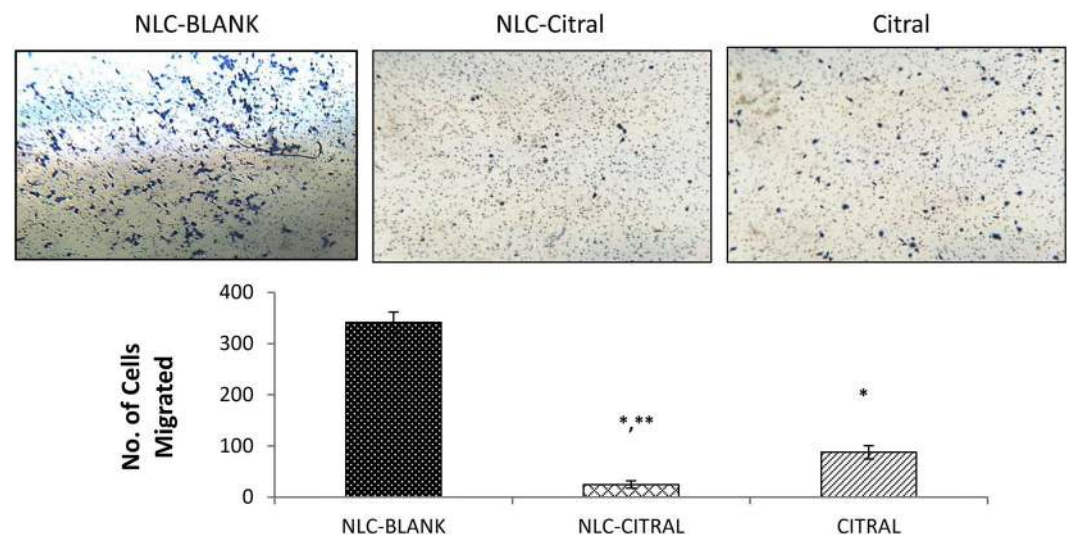 NLC-BLANK
NLC-Citral
Citral
No. of Cells
Migrated
400
300
200
100
0
*,**
*
NLC-BLANK
NLC-CITRAL
CITRAL